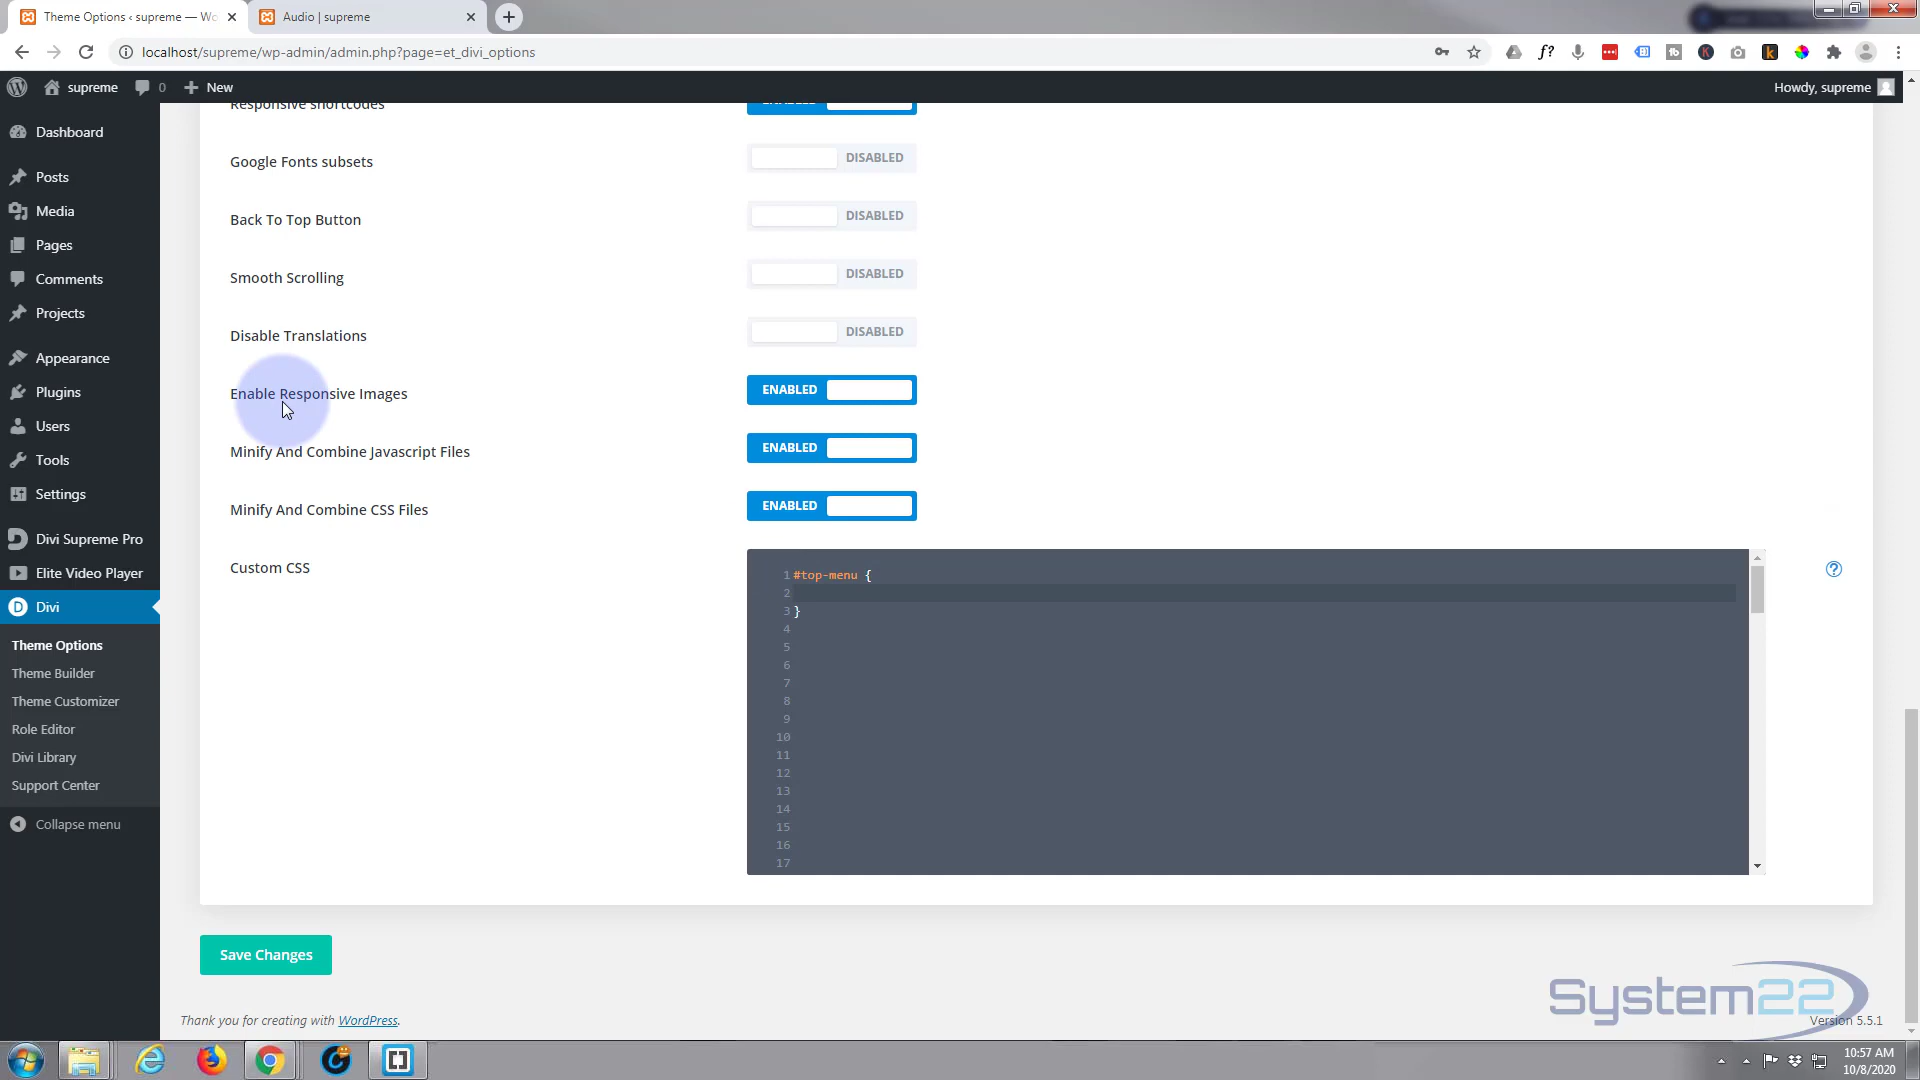 Theme Options ‹ supreme — Wo
Audio | supreme
localhost/supreme/wp-admin/admin.php?page=et_divi_options
supreme
0
New
Howdy, supreme
Dashboard
Posts
Media
Pages
Comments
Projects
Appearance
Plugins
Users
Tools
Settings
Divi Supreme Pro
Elite Video Player
Divi
Theme Options
Theme Builder
Theme Customizer
Role Editor
Divi Library
Support Center
Collapse menu
Responsive shortcodes
ENABLED
Google Fonts subsets
DISABLED
Back To Top Button
DISABLED
Smooth Scrolling
DISABLED
Disable Translations
DISABLED
Enable Responsive Images
ENABLED
Minify And Combine Javascript Files
ENABLED
Minify And Combine CSS Files
ENABLED
Custom CSS
1 #top-menu {
2
3 }
4
5
6
7
8
9
10
11
12
13
14
15
16
17
Save Changes
Thank you for creating with WordPress.
System22
Version 5.5.1
10:57 AM
10/8/2020